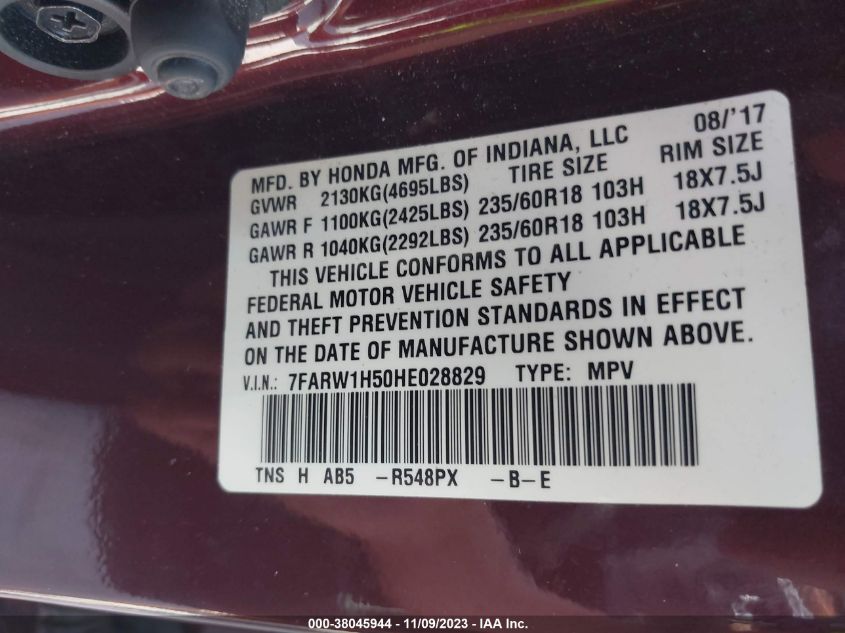 MFD. BY HONDA MFG. OF INDIANA, LLC 08/'17
GVWR 2130KG(4695LBS) TIRE SIZE RIM SIZE
GAWR F 1100KG(2425LBS) 235/60R18 103H 18X7.5J
GAWR R 1040KG(2292LBS) 235/60R18 103H 18X7.5J
THIS VEHICLE CONFORMS TO ALL APPLICABLE
FEDERAL MOTOR VEHICLE SAFETY
AND THEFT PREVENTION STANDARDS IN EFFECT
ON THE DATE OF MANUFACTURE SHOWN ABOVE.
V.I.N.: 7FARW1H50HE028829 TYPE: MPV
TNS H AB5 -R548PX -B-E
000-38045944 - 11/09/2023 - IAA Inc.